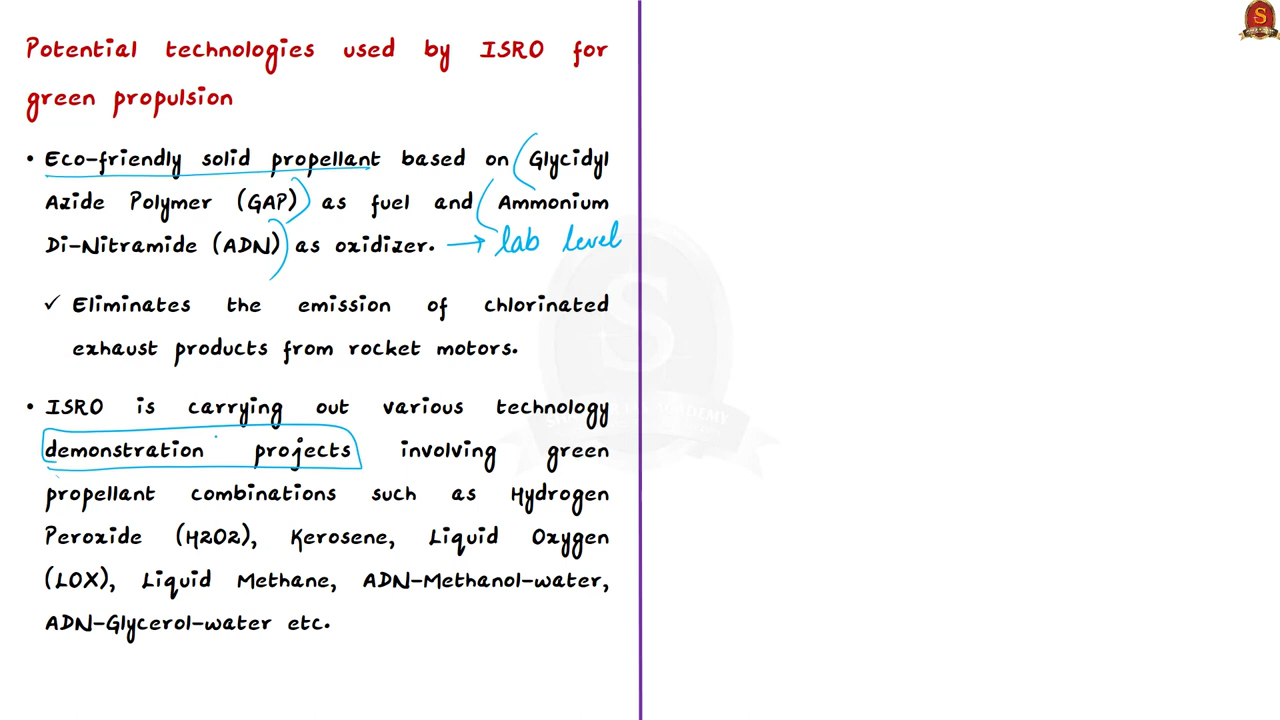 Potential technologies used by ISRO for
green propulsion
• Eco-friendly solid propellant based on Glycidyl
Azide Polymer (GAP) as fuel and Ammonium
Di-Nitramide (ADN) as oxidizer. → lab level
✓ Eliminates the emission of chlorinated
exhaust products from rocket motors.
• ISRO is carrying out various technology
demonstration projects involving green
propellant combinations such as Hydrogen
Peroxide (H2O2), Kerosene, Liquid Oxygen
(LOX), Liquid Methane, ADN-Methanol-water,
ADN-Glycerol-water etc.
S